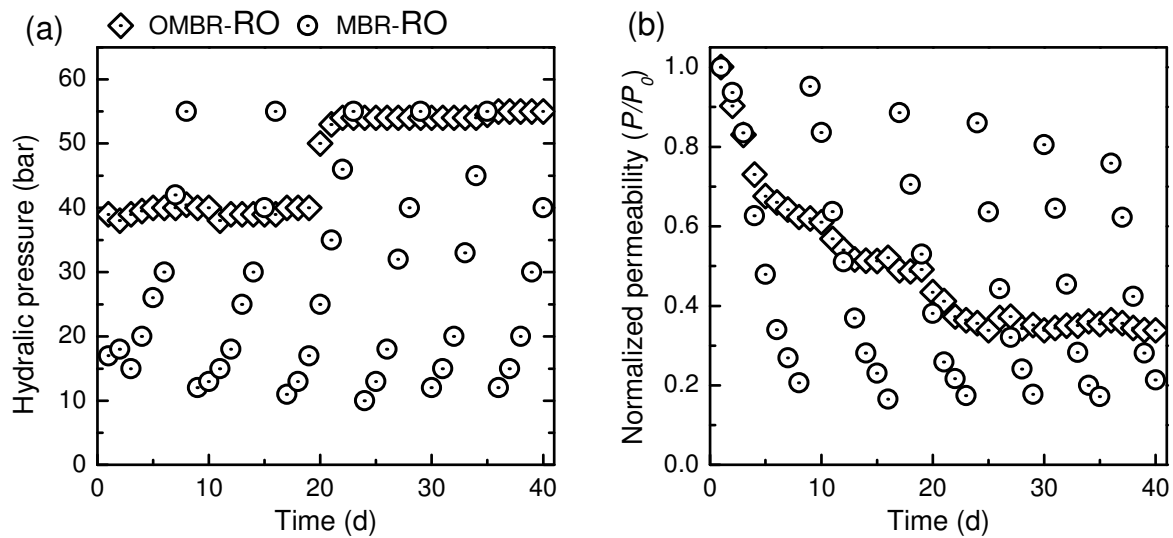 (a) OMBR-RO MBR-RO
60
50
40
30
20
10
0
Hydralic pressure (bar)
0 10 20 30 40
Time (d)
(b)
1.0
0.8
0.6
0.4
0.2
0.0
Normalized permeability (P/P0)
0 10 20 30 40
Time (d)